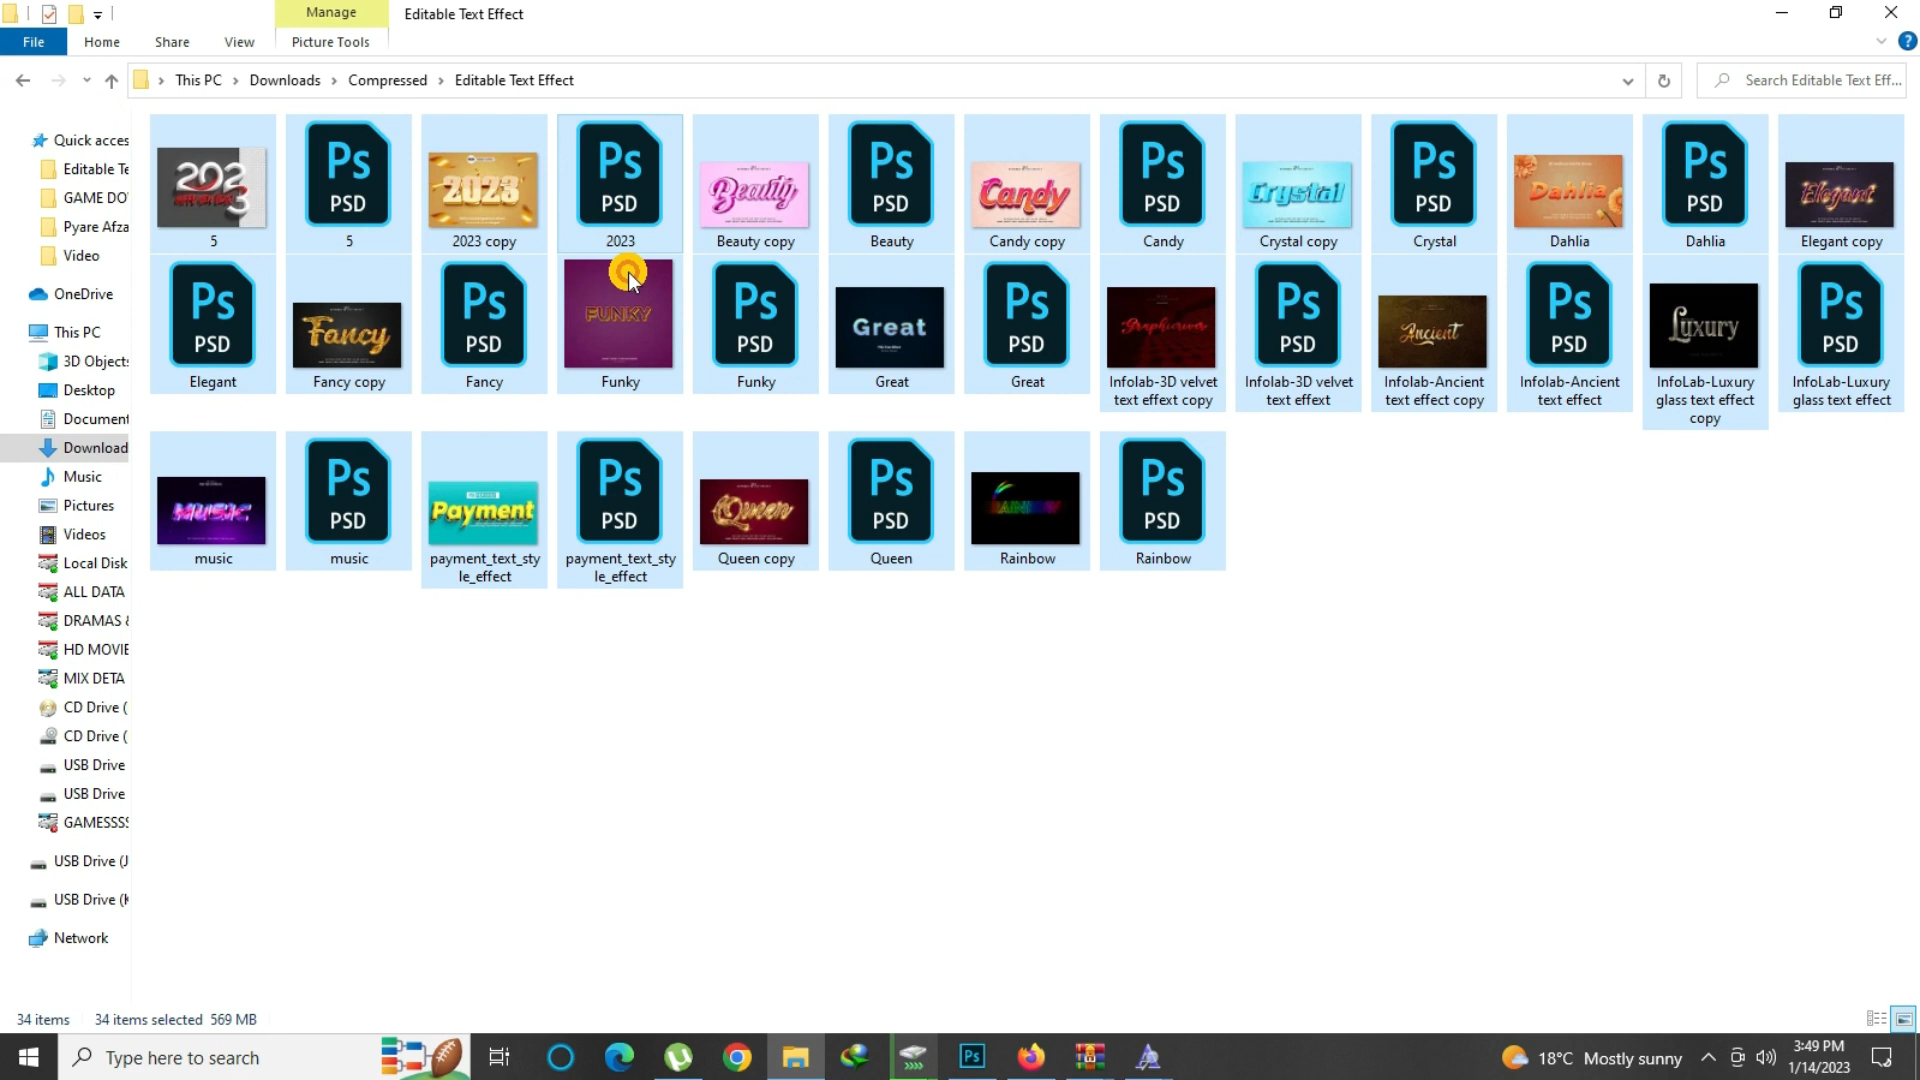 Manage
Editable Text Effect
File
Home
Share
View
Picture Tools
This PC
Downloads
Compressed
Editable Text Effect
Search Editable Text Eff...
Quick acces
Editable Te
GAME DO
Pyare Afza
Video
OneDrive
This PC
3D Objects
Desktop
Document
Download
Music
Pictures
Videos
Local Disk
ALL DATA
DRAMAS &
HD MOVIE
MIX DETA
CD Drive (
CD Drive (
USB Drive
USB Drive
GAMESSSS
USB Drive (J
USB Drive (K
Network
202
3
Ps
PSD
2023
Ps
PSD
Beauty
Ps
PSD
Candy
Ps
PSD
Crystal
Ps
PSD
Dahlia
Ps
PSD
Elegant
5
5
2023 copy
2023
Beauty copy
Beauty
Candy copy
Candy
Crystal copy
Crystal
Dahlia
Dahlia
Elegant copy
Ps
PSD
Fancy
Ps
PSD
FUNKY
Ps
PSD
Great
Ps
PSD
Ps
PSD
Ancient
Ps
PSD
Luxury
Ps
PSD
Elegant
Fancy copy
Fancy
Funky
Funky
Great
Great
Infolab-3D velvet
text effext copy
Infolab-3D velvet
text effext
Infolab-Ancient
text effect copy
Infolab-Ancient
text effect
InfoLab-Luxury
glass text effect
copy
InfoLab-Luxury
glass text effect
MUSIC
Ps
PSD
Payment
Ps
PSD
Queen
Ps
PSD
RAINBOW
Ps
PSD
music
music
payment_text_sty
le_effect
payment_text_sty
le_effect
Queen copy
Queen
Rainbow
Rainbow
34 items
34 items selected 569 MB
Type here to search
Ps
18°C Mostly sunny
3:49 PM
1/14/2023